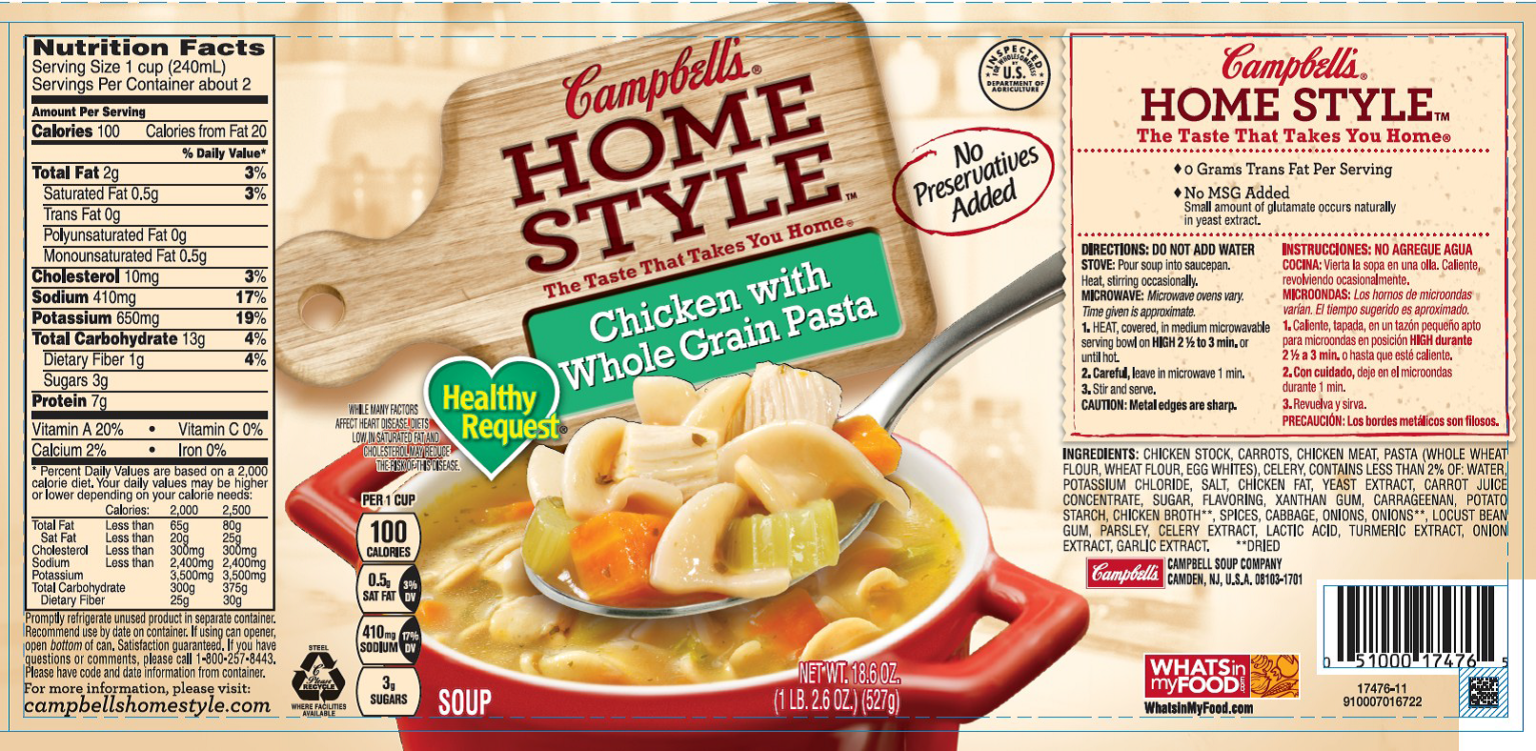 Nutrition Facts
Serving Size 1 cup (240mL)
Servings Per Container about 2
Amount Per Serving
Calories 100 Calories from Fat 20
% Daily Value*
Total Fat 2g 3%
Saturated Fat 0.5g 3%
Trans Fat 0g
Polyunsaturated Fat 0g
Monounsaturated Fat 0.5g
Cholesterol 10mg 3%
Sodium 410mg 17%
Potassium 650mg 19%
Total Carbohydrate 13g 4%
Dietary Fiber 1g 4%
Sugars 3g
Protein 7g
Vitamin A 20% • Vitamin C 0%
Calcium 2% • Iron 0%
* Percent Daily Values are based on a 2,000
calorie diet. Your daily values may be higher
or lower depending on your calorie needs:
Calories: 2,000 2,500
Total Fat Less than 65g 80g
Sat Fat Less than 20g 25g
Cholesterol Less than 300mg 300mg
Sodium Less than 2,400mg 2,400mg
Potassium 3,500mg 3,500mg
Total Carbohydrate 300g 375g
Dietary Fiber 25g 30g
Promptly refrigerate unused product in separate container.
Recommend use by date on container. If using can opener,
open bottom of can. Satisfaction guaranteed. If you have
questions or comments, please call 1-800-257-8443.
Please have code and date information from container.
For more information, please visit:
campbellshomestyle.com
STEEL
Please
RECYCLE
WHERE FACILITIES
AVAILABLE
WHILE MANY FACTORS
AFFECT HEART DISEASE, DIETS
LOW IN SATURATED FAT AND
CHOLESTEROL MAY REDUCE
THE RISK OF THIS DISEASE.
Healthy
Request®
PER 1 CUP
100
CALORIES
0.5g
SAT FAT
3%
DV
410mg
SODIUM
17%
DV
3g
SUGARS
Campbell's®
HOME
STYLE™
The Taste That Takes You Home®
Chicken with
Whole Grain Pasta
INSPECTED
FOR WHOLESOMENESS
BY
U.S.
DEPARTMENT OF
AGRICULTURE
No
Preservatives
Added
SOUP
NET WT. 18.6 OZ.
(1 LB. 2.6 OZ.) (527g)
Campbell's®
HOME STYLE™
The Taste That Takes You Home®
♦ 0 Grams Trans Fat Per Serving
♦ No MSG Added
Small amount of glutamate occurs naturally
in yeast extract.
DIRECTIONS: DO NOT ADD WATER
STOVE: Pour soup into saucepan.
Heat, stirring occasionally.
MICROWAVE: Microwave ovens vary.
Time given is approximate.
1. HEAT, covered, in medium microwavable
serving bowl on HIGH 2 ½ to 3 min. or
until hot.
2. Careful, leave in microwave 1 min.
3. Stir and serve.
CAUTION: Metal edges are sharp.
INSTRUCCIONES: NO AGREGUE AGUA
COCINA: Vierta la sopa en una olla. Caliente,
revolviendo ocasionalmente.
MICROONDAS: Los hornos de microondas
varían. El tiempo sugerido es aproximado.
1. Caliente, tapada, en un tazón pequeño apto
para microondas en posición HIGH durante
2 ½ a 3 min. o hasta que esté caliente.
2. Con cuidado, deje en el microondas
durante 1 min.
3. Revuelva y sirva.
PRECAUCIÓN: Los bordes metálicos son filosos.
INGREDIENTS: CHICKEN STOCK, CARROTS, CHICKEN MEAT, PASTA (WHOLE WHEAT
FLOUR, WHEAT FLOUR, EGG WHITES), CELERY, CONTAINS LESS THAN 2% OF: WATER,
POTASSIUM CHLORIDE, SALT, CHICKEN FAT, YEAST EXTRACT, CARROT JUICE
CONCENTRATE, SUGAR, FLAVORING, XANTHAN GUM, CARRAGEENAN, POTATO
STARCH, CHICKEN BROTH**, SPICES, CABBAGE, ONIONS, ONIONS**, LOCUST BEAN
GUM, PARSLEY, CELERY EXTRACT, LACTIC ACID, TURMERIC EXTRACT, ONION
EXTRACT, GARLIC EXTRACT. **DRIED
Campbell's
CAMPBELL SOUP COMPANY
CAMDEN, NJ, U.S.A. 08103-1701
WHATSin
myFOOD.com
WhatsinMyFood.com
0 51000 17476 5
17476-11
910007016722